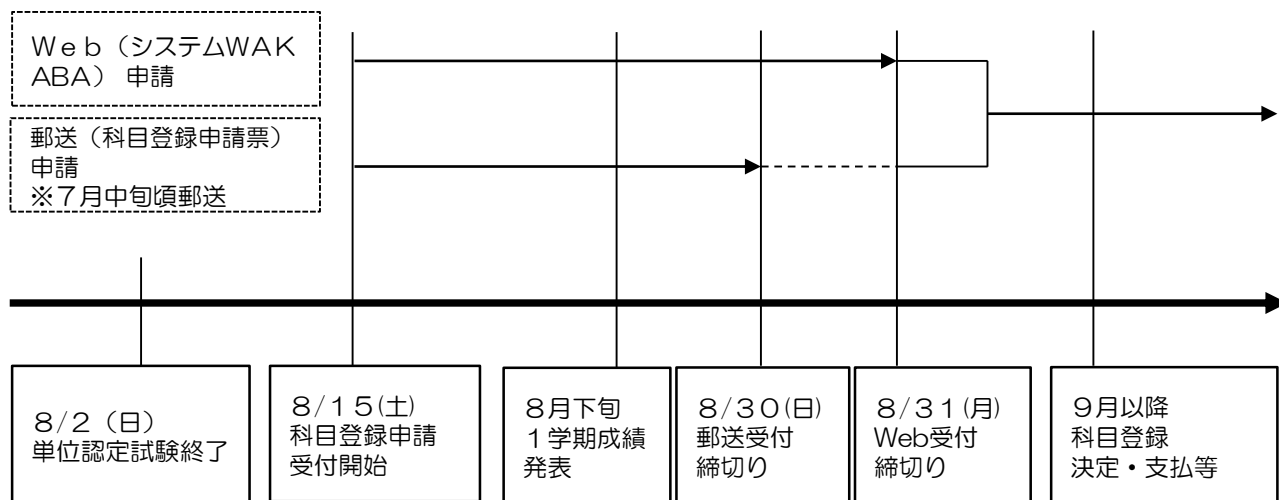 Ｗｅｂ（システムWAK
ABA） 申請
郵送（科目登録申請票）
申請
※７月中旬頃郵送
８/２（日）
単位認定試験終了
８/１５(土)
科目登録申請
受付開始
８月下旬
１学期成績
発表
８/３０(日)
郵送受付
締切り
８/３１(月)
Web受付
締切り
９月以降
科目登録
決定・支払等